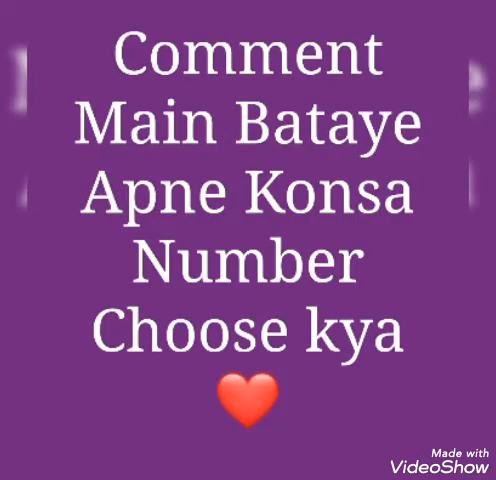 Comment
Main Bataye
Apne Konsa
Number
Choose kya
❤️
Made with
VideoShow